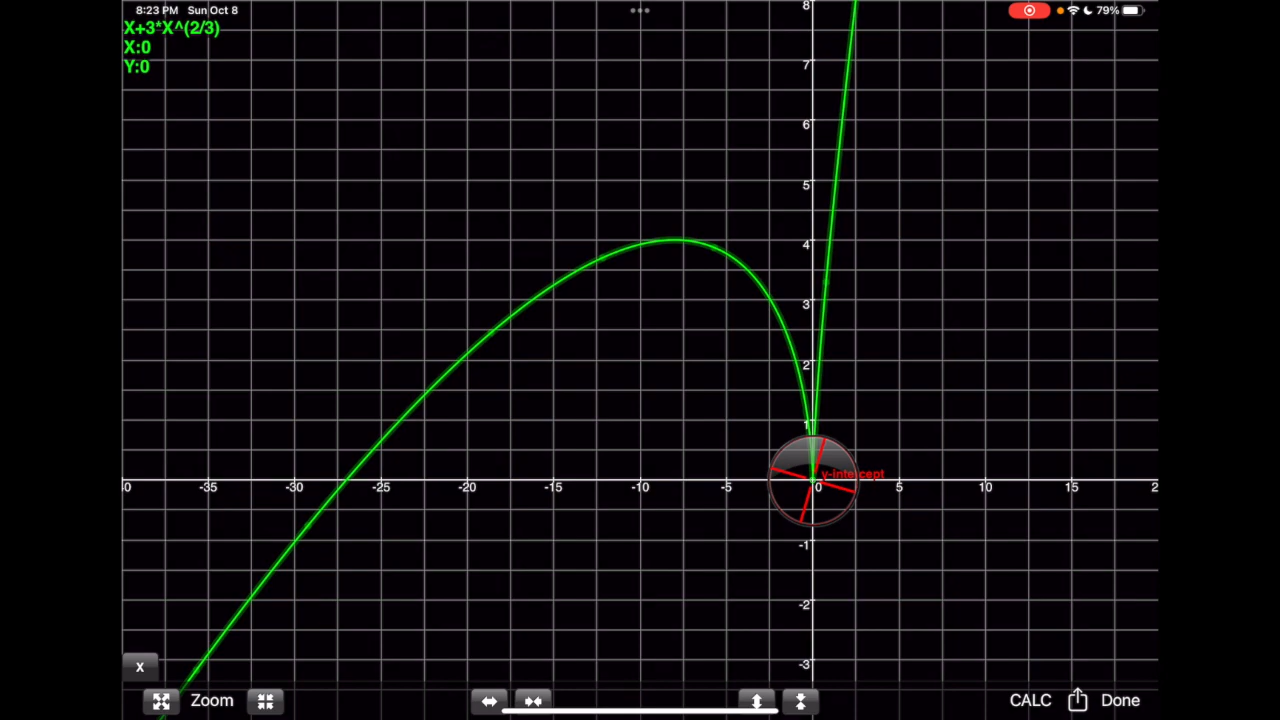 8:23 PM Sun Oct 8
79%
X+3*X^(2/3)
X:0
Y:0
8
7
6
5
4
3
2
1
y-intercept
0 -35 -30 -25 -20 -15 -10 -5 0 5 10 15 2
-1
-2
-3
x
Zoom
CALC
Done